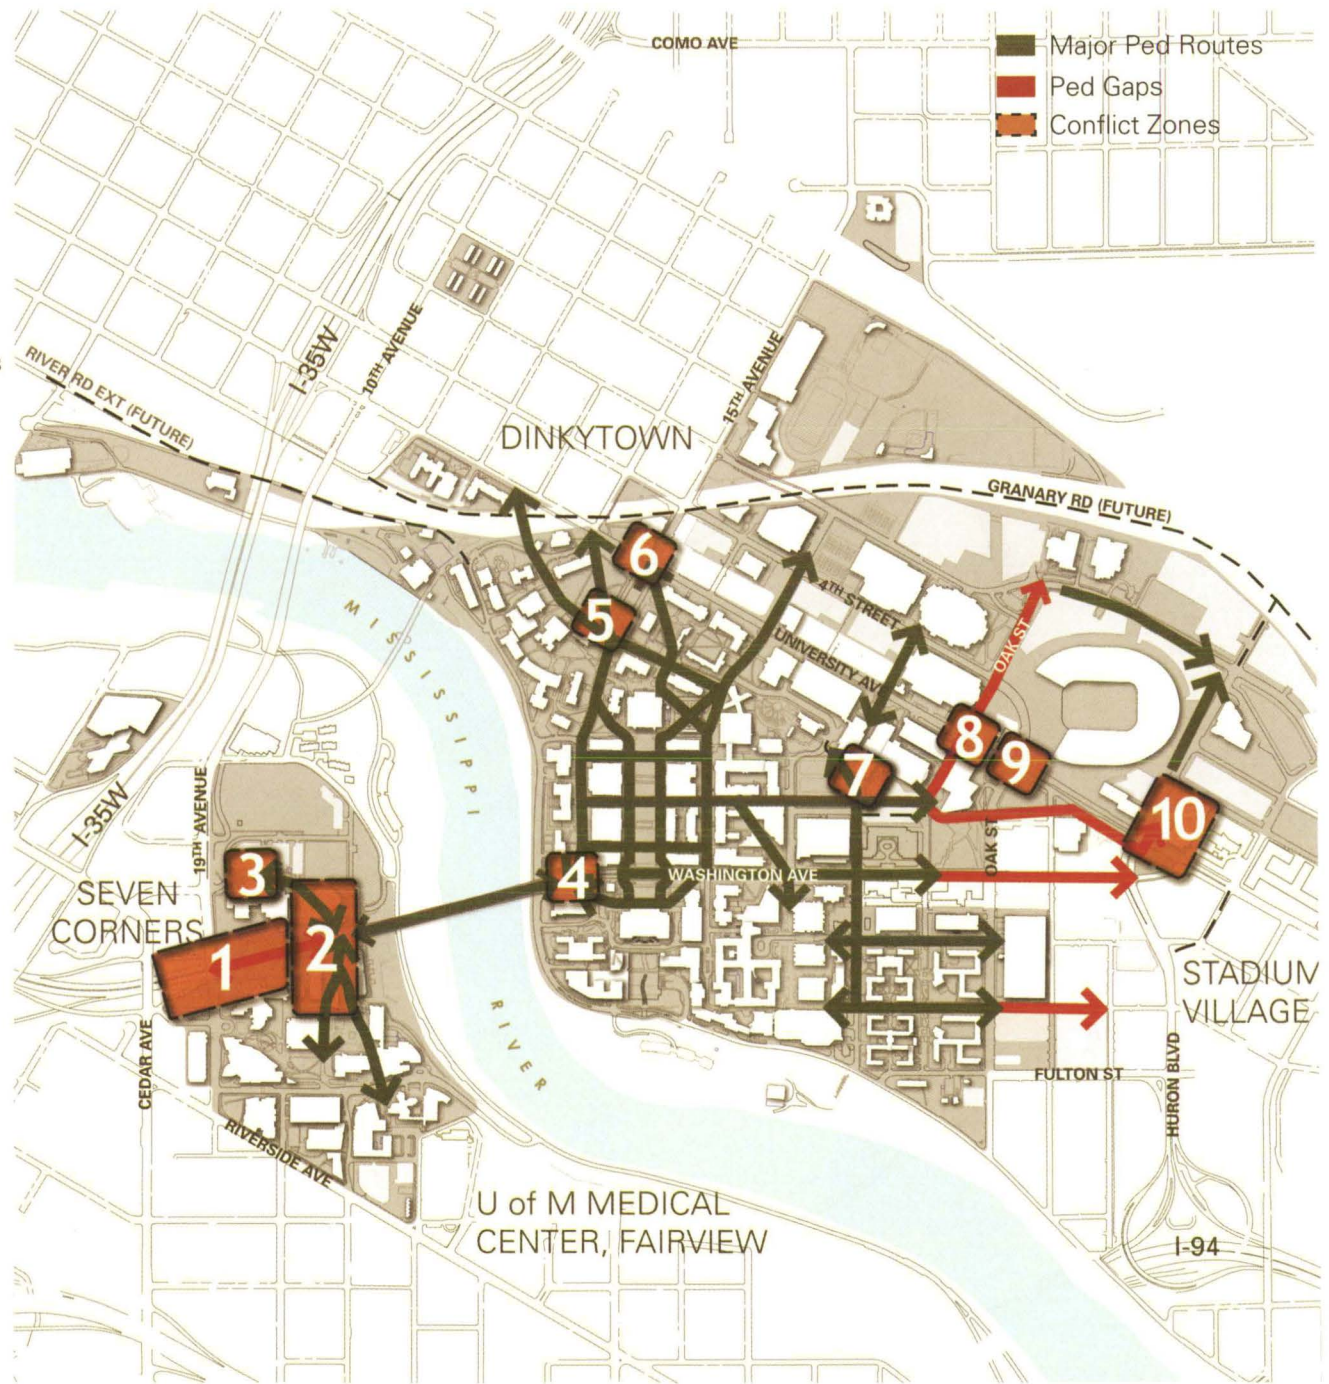 COMO AVE
Major Ped Routes
Ped Gaps
Conflict Zones
I-35W
10TH AVENUE
RIVER RD EXT (FUTURE)
15TH AVENUE
DINKYTOWN
GRANARY RD (FUTURE)
6
5
4TH STREET
UNIVERSITY AV
OAK ST
MISSISSIPPI
8
9
7
10
I-35W
19TH AVENUE
OAK ST
3
4
WASHINGTON AVE
SEVEN
CORNERS
1
2
STADIUM
VILLAGE
RIVER
CEDAR AVE
FULTON ST
HURON BLVD
RIVERSIDE AVE
U of M MEDICAL
CENTER, FAIRVIEW
I-94